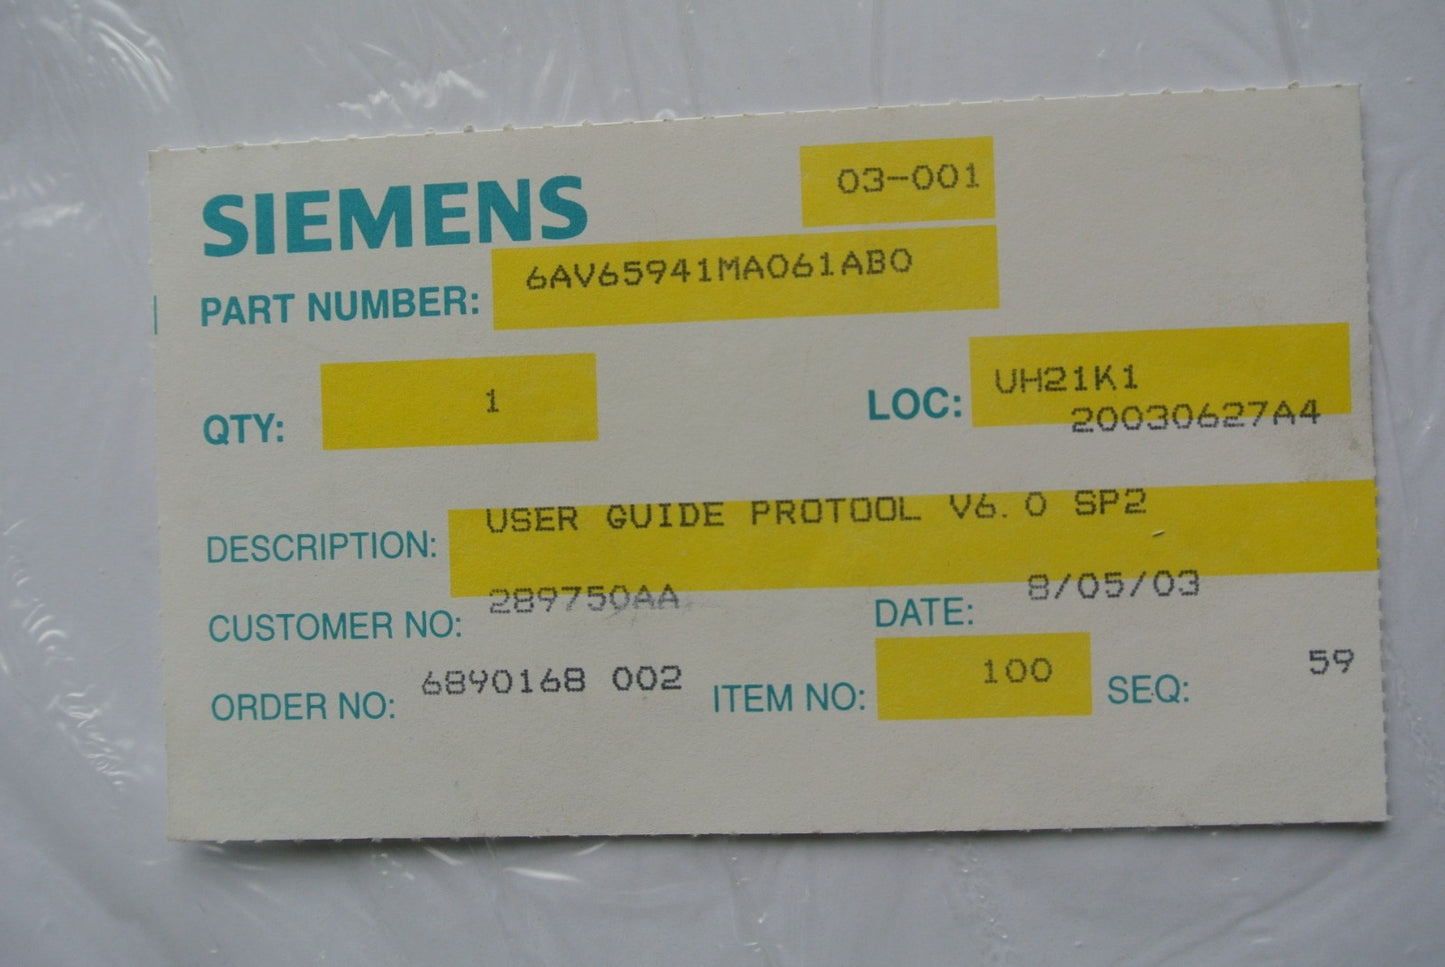 03-001
SIEMENS
PART NUMBER: 6AV65941MA061AB0
QTY: 1
LOC: UH21K1
20030627A4
DESCRIPTION: USER GUIDE PROTOOL V6.0 SP2
CUSTOMER NO: 289750AA DATE: 8/05/03
ORDER NO: 6890168 002 ITEM NO: 100 SEQ: 59